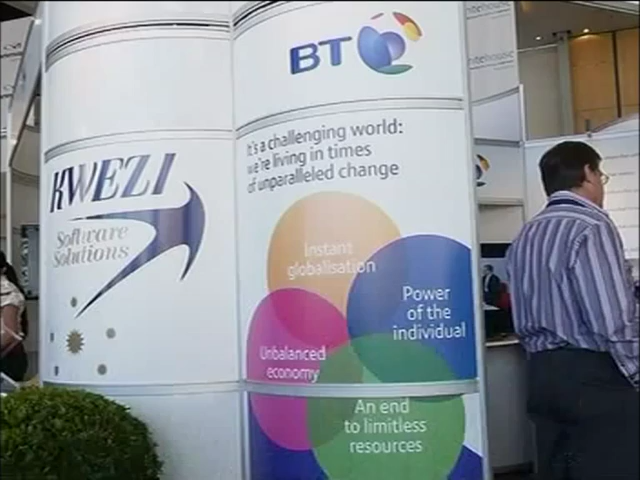 BT
itehouse
It's a challenging world:
we're living in times
of unparalleled change
KWEZI
Software
Solutions
Instant
globalisation
Power
of the
individual
Unbalanced
economy
An end
to limitless
resources